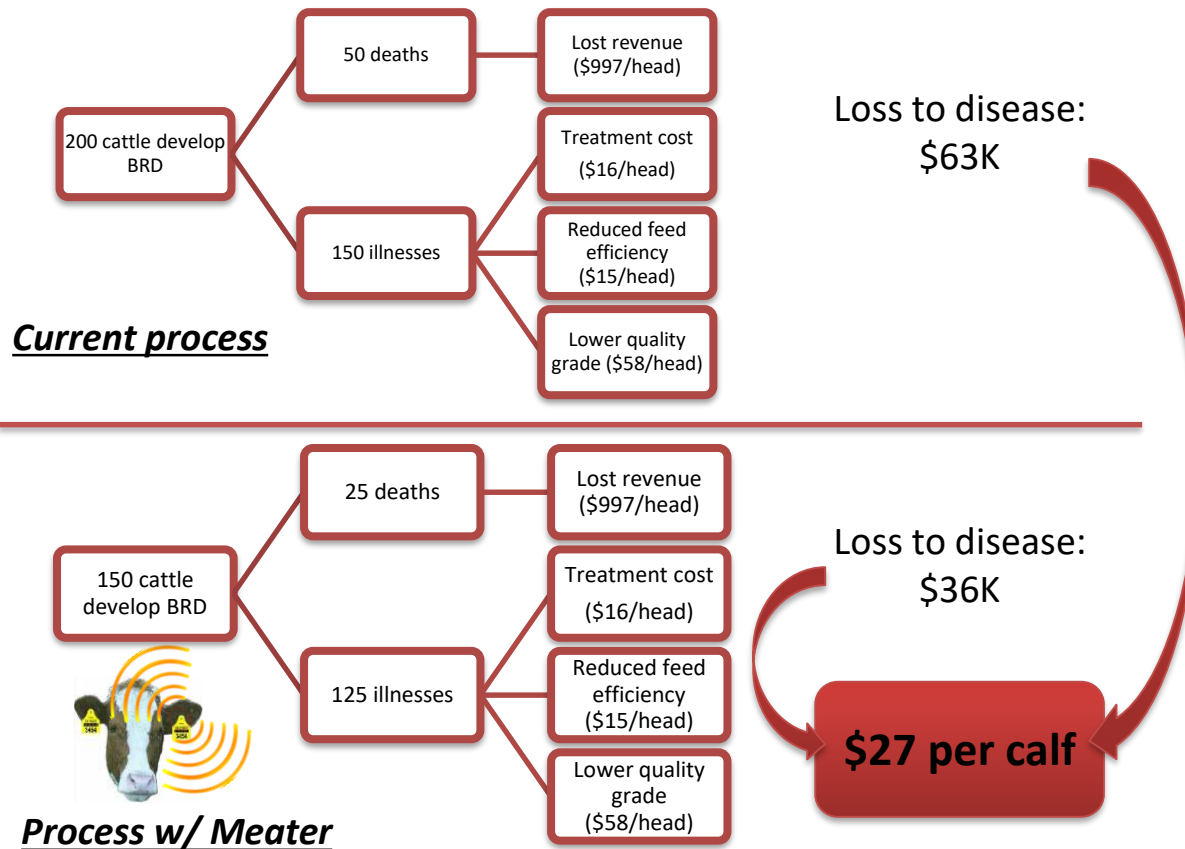 50 deaths
Lost revenue
($997/head)
200 cattle develop
BRD
150 illnesses
Treatment cost
($16/head)
Reduced feed
efficiency
($15/head)
Lower quality
grade ($58/head)
Loss to disease:
$63K
Current process
25 deaths
Lost revenue
($997/head)
150 cattle
develop BRD
125 illnesses
Treatment cost
($16/head)
Reduced feed
efficiency
($15/head)
Lower quality
grade
($58/head)
Loss to disease:
$36K
$27 per calf
Process w/ Meater